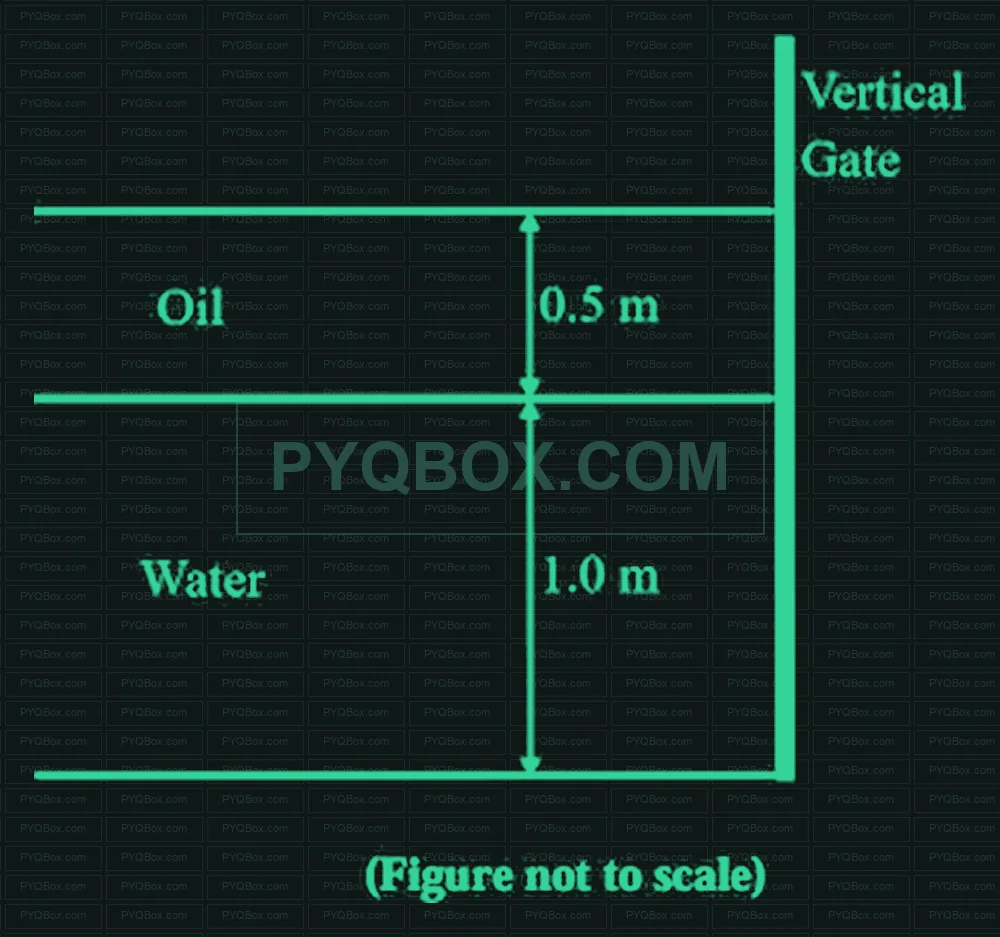 Vertical
Gate
Oil
0.5 m
PYQBOX.COM
Water
1.0 m
(Figure not to scale)